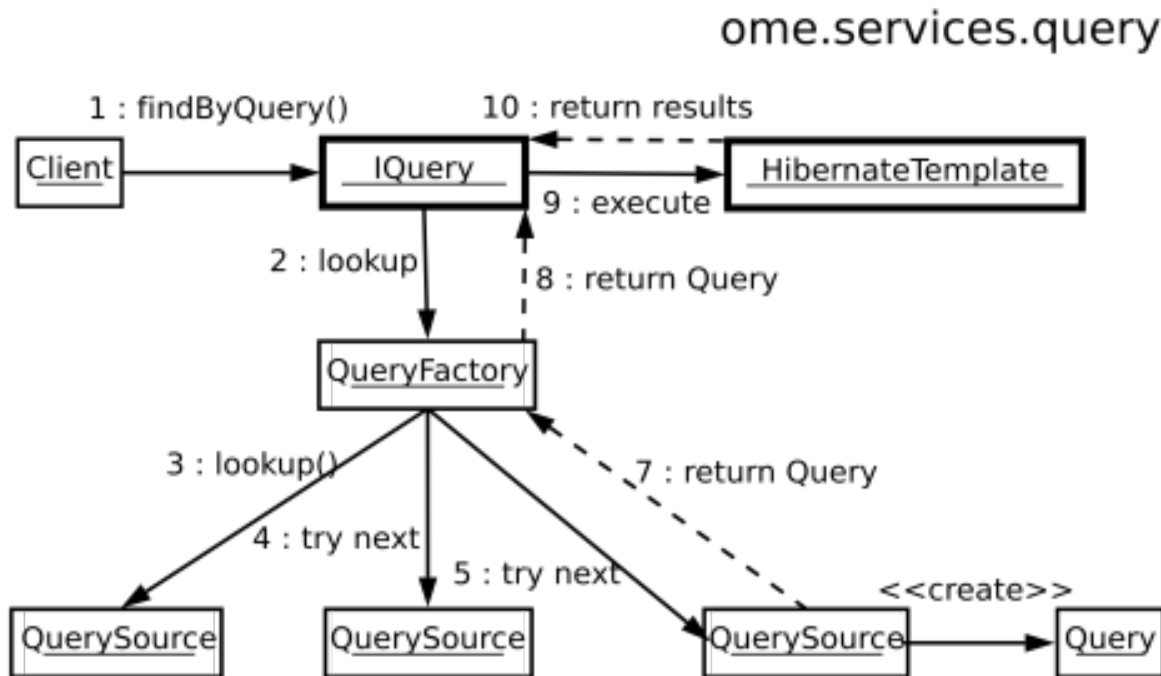 ome.services.query
1 : findByQuery()
10 : return results
Client
IQuery
HibernateTemplate
9 : execute
2 : lookup
8 : return Query
QueryFactory
3 : lookup()
7 : return Query
4 : try next
5 : try next
<<create>>
QuerySource
QuerySource
QuerySource
Query